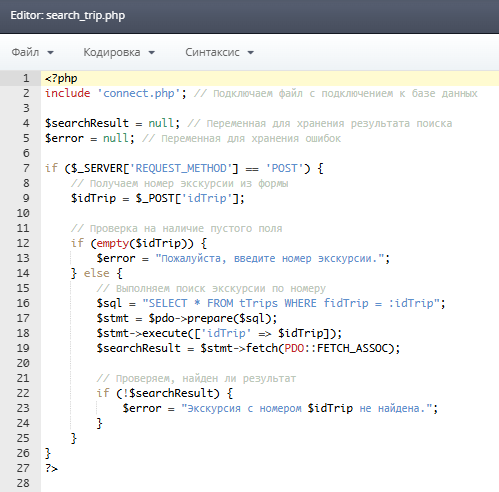 Editor: search_trip.php
Файл Кодировка Синтаксис
1 <?php
2 include 'connect.php'; // Подключаем файл с подключением к базе данных
3
4 $searchResult = null; // Переменная для хранения результата поиска
5 $error = null; // Переменная для хранения ошибок
6
7 if ($_SERVER['REQUEST_METHOD'] == 'POST') {
8     // Получаем номер экскурсии из формы
9     $idTrip = $_POST['idTrip'];
10
11     // Проверка на наличие пустого поля
12     if (empty($idTrip)) {
13         $error = "Пожалуйста, введите номер экскурсии.";
14     } else {
15         // Выполняем поиск экскурсии по номеру
16         $sql = "SELECT * FROM tTrips WHERE fidTrip = :idTrip";
17         $stmt = $pdo->prepare($sql);
18         $stmt->execute(['idTrip' => $idTrip]);
19         $searchResult = $stmt->fetch(PDO::FETCH_ASSOC);
20
21         // Проверяем, найден ли результат
22         if (!$searchResult) {
23             $error = "Экскурсия с номером $idTrip не найдена.";
24         }
25     }
26 }
27 ?>
28